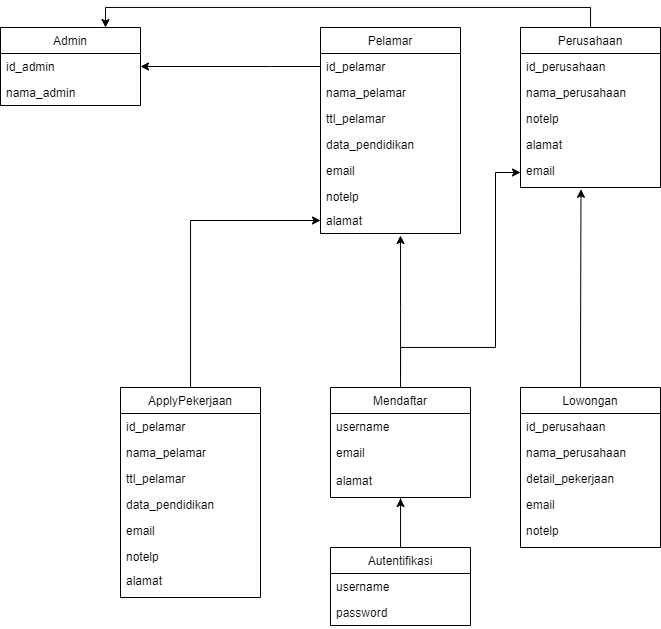 Admin
id_admin
nama_admin
Pelamar
id_pelamar
nama_pelamar
ttl_pelamar
data_pendidikan
email
notelp
alamat
Perusahaan
id_perusahaan
nama_perusahaan
notelp
alamat
email
ApplyPekerjaan
id_pelamar
nama_pelamar
ttl_pelamar
data_pendidikan
email
notelp
alamat
Mendaftar
username
email
alamat
Lowongan
id_perusahaan
nama_perusahaan
detail_pekerjaan
email
notelp
Autentifikasi
username
password